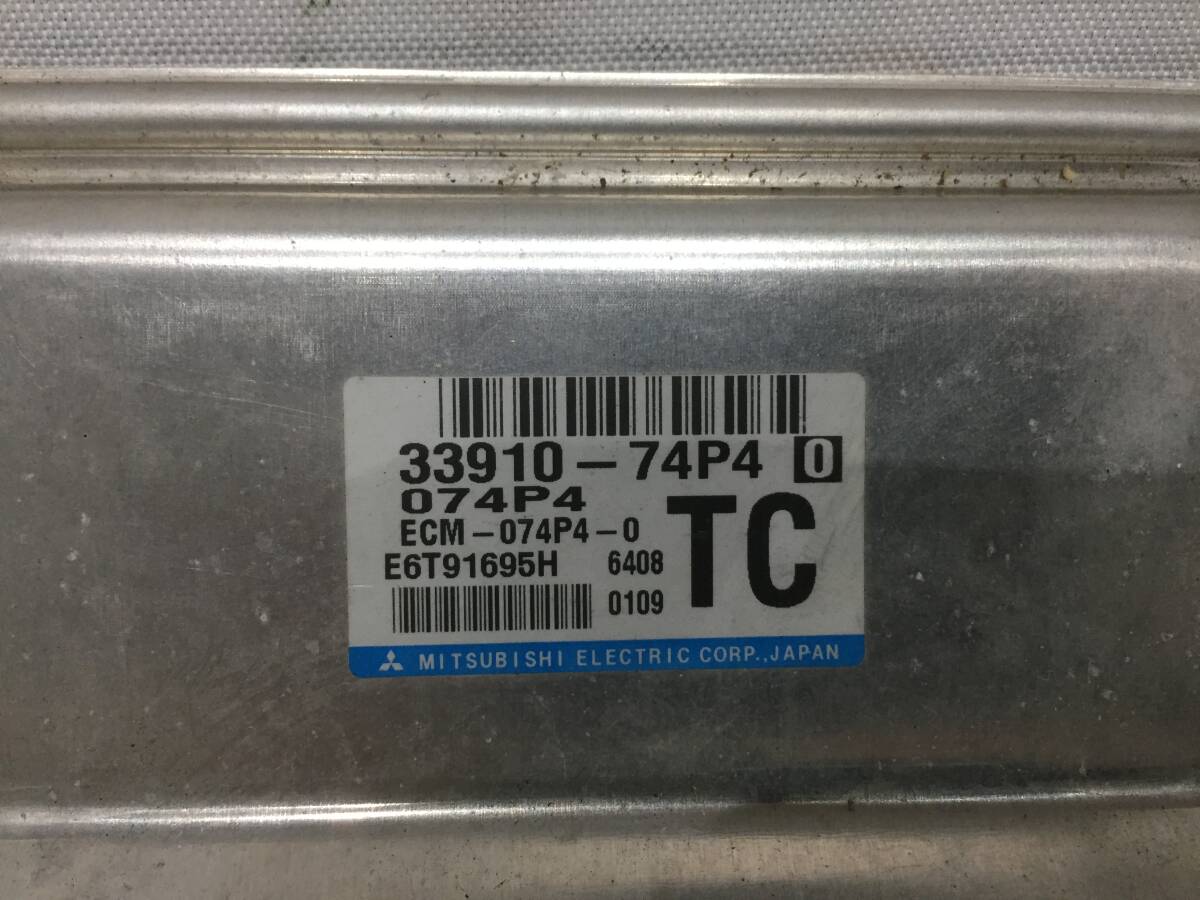 33910-74P4 0
074P4
ECM-074P4-0
TC
E6T91695H 6408
0109
MITSUBISHI ELECTRIC CORP.,JAPAN